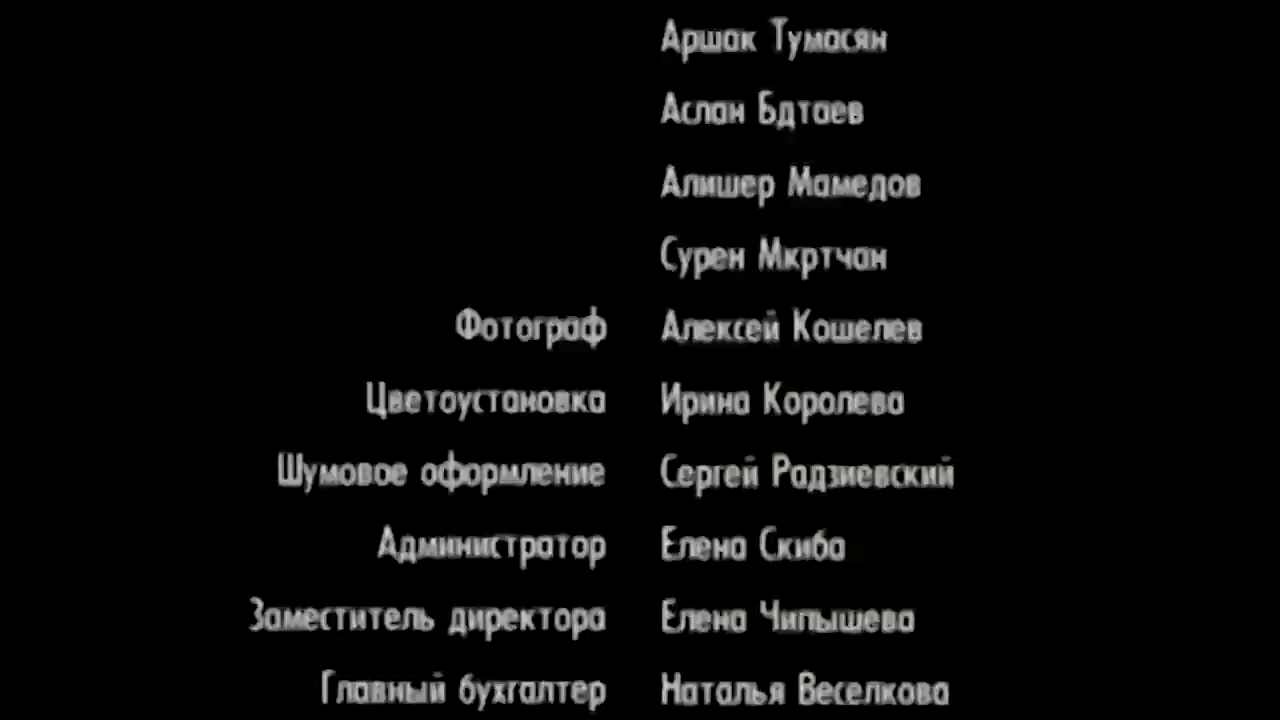 Аршак Тумасян
Аслан Бдтаев
Алишер Мамедов
Сурен Мкртчан
Фотограф Алексей Кошелев
Цветоустановка Ирина Королева
Шумовое оформление Сергей Радзиевский
Администратор Елена Скиба
Заместитель директора Елена Чипышева
Главный бухгалтер Наталья Веселкова